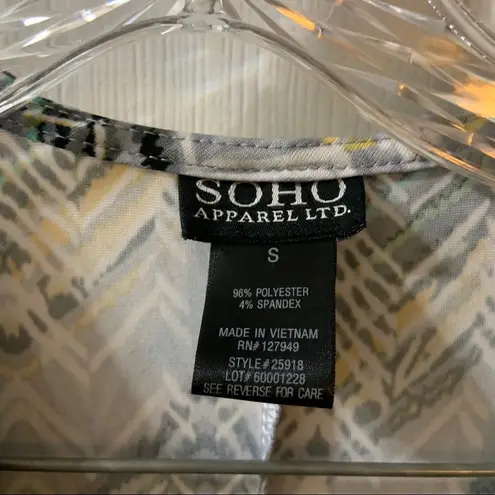 SOHO
APPAREL LTD.
S
96% POLYESTER
4% SPANDEX
MADE IN VIETNAM
RN# 127949
STYLE# 25918
LOT# 60001228
SEE REVERSE FOR CARE